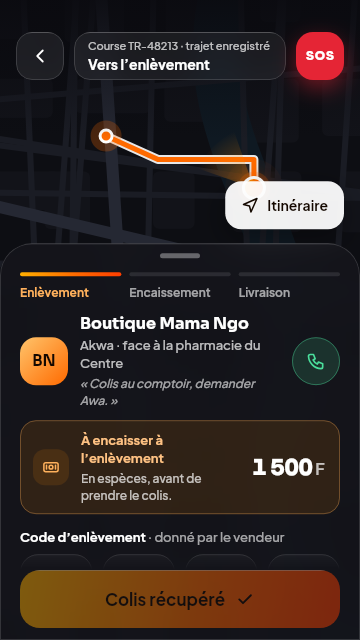 Course TR-48213 · trajet enregistré
Vers l’enlèvement
SOS
Itinéraire
Enlèvement
Encaissement
Livraison
BN
Boutique Mama Ngo
Akwa · face à la pharmacie du
Centre
« Colis au comptoir, demander
Awa. »
À encaisser à
l’enlèvement
En espèces, avant de
prendre le colis.
1 500 F
Code d’enlèvement · donné par le vendeur
Colis récupéré